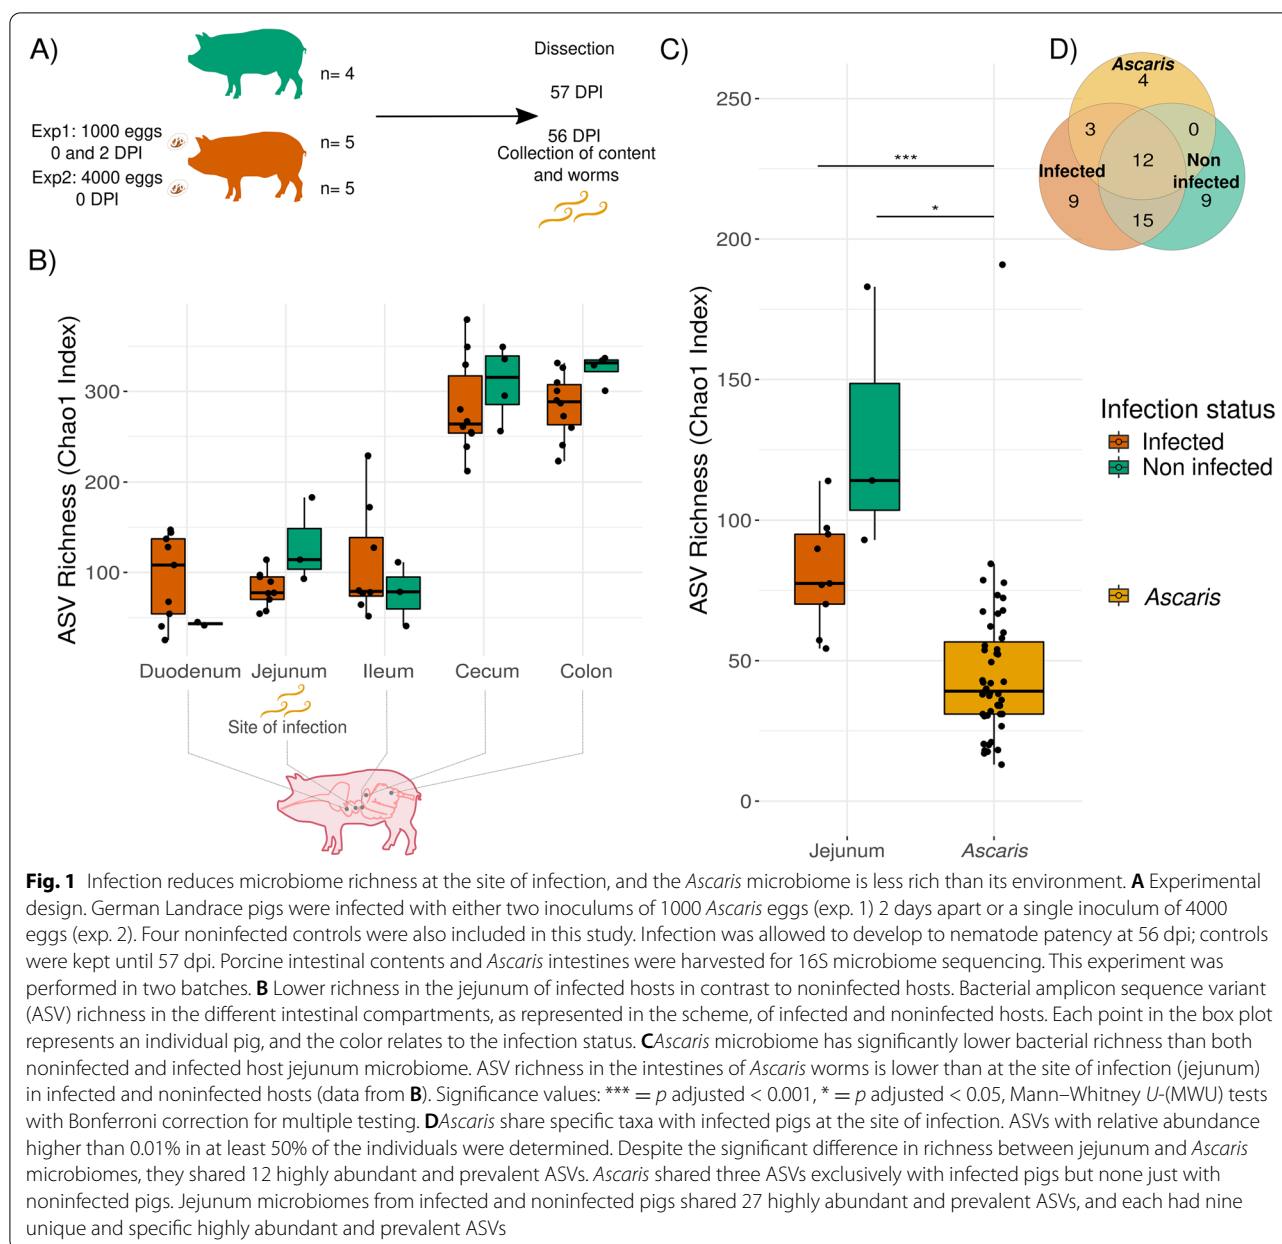 A)
n= 4
Exp1: 1000 eggs
0 and 2 DPI
n= 5
Exp2: 4000 eggs
0 DPI
n= 5
Dissection
57 DPI
56 DPI
Collection of content
and worms
B)
ASV Richness (Chao1 Index)
300
200
100
Duodenum
Jejunum
Ileum
Cecum
Colon
Site of infection
C)
ASV Richness (Chao1 Index)
250
200
150
100
50
0
***
*
Jejunum
Ascaris
D)
Ascaris
4
3
0
12
Infected
9
Non
infected
9
15
Infection status
Infected
Non infected
Ascaris
Fig. 1 Infection reduces microbiome richness at the site of infection, and the Ascaris microbiome is less rich than its environment. A Experimental
design. German Landrace pigs were infected with either two inoculums of 1000 Ascaris eggs (exp. 1) 2 days apart or a single inoculum of 4000
eggs (exp. 2). Four noninfected controls were also included in this study. Infection was allowed to develop to nematode patency at 56 dpi; controls
were kept until 57 dpi. Porcine intestinal contents and Ascaris intestines were harvested for 16S microbiome sequencing. This experiment was
performed in two batches. B Lower richness in the jejunum of infected hosts in contrast to noninfected hosts. Bacterial amplicon sequence variant
(ASV) richness in the different intestinal compartments, as represented in the scheme, of infected and noninfected hosts. Each point in the box plot
represents an individual pig, and the color relates to the infection status. CAscaris microbiome has significantly lower bacterial richness than both
noninfected and infected host jejunum microbiome. ASV richness in the intestines of Ascaris worms is lower than at the site of infection (jejunum)
in infected and noninfected hosts (data from B). Significance values: *** = p adjusted < 0.001, * = p adjusted < 0.05, Mann–Whitney U-(MWU) tests
with Bonferroni correction for multiple testing. DAscaris share specific taxa with infected pigs at the site of infection. ASVs with relative abundance
higher than 0.01% in at least 50% of the individuals were determined. Despite the significant difference in richness between jejunum and Ascaris
microbiomes, they shared 12 highly abundant and prevalent ASVs. Ascaris shared three ASVs exclusively with infected pigs but none just with
noninfected pigs. Jejunum microbiomes from infected and noninfected pigs shared 27 highly abundant and prevalent ASVs, and each had nine
unique and specific highly abundant and prevalent ASVs